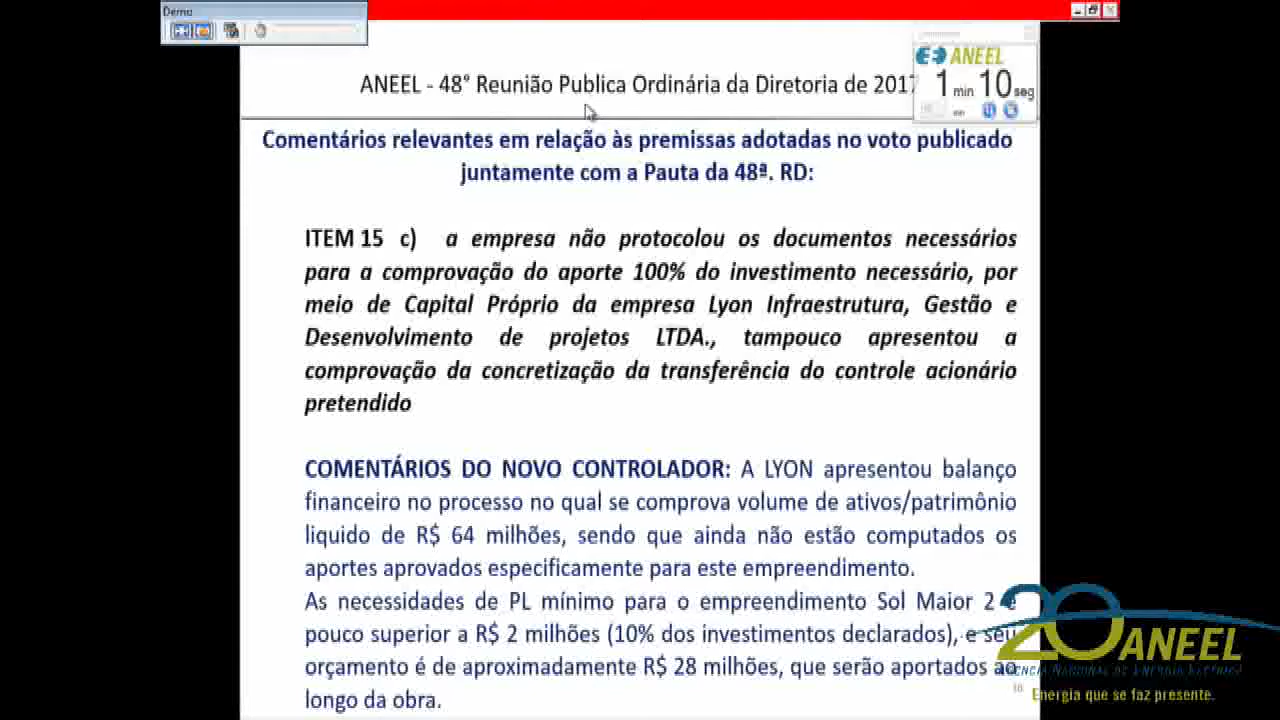 Demo
ANEEL - 48° Reunião Publica Ordinária da Diretoria de 2017
ANEEL
1 min 10 seg
Comentários relevantes em relação às premissas adotadas no voto publicado
juntamente com a Pauta da 48ª. RD:
ITEM 15 c) a empresa não protocolou os documentos necessários
para a comprovação do aporte 100% do investimento necessário, por
meio de Capital Próprio da empresa Lyon Infraestrutura, Gestão e
Desenvolvimento de projetos LTDA., tampouco apresentou a
comprovação da concretização da transferência do controle acionário
pretendido
COMENTÁRIOS DO NOVO CONTROLADOR: A LYON apresentou balanço
financeiro no processo no qual se comprova volume de ativos/patrimônio
liquido de R$ 64 milhões, sendo que ainda não estão computados os
aportes aprovados especificamente para este empreendimento.
As necessidades de PL mínimo para o empreendimento Sol Maior 2 é
pouco superior a R$ 2 milhões (10% dos investimentos declarados), e seu
orçamento é de aproximadamente R$ 28 milhões, que serão aportados ao
longo da obra.
10
20 ANEEL
AGÊNCIA NACIONAL DE ENERGIA ELÉTRICA
Energia que se faz presente.